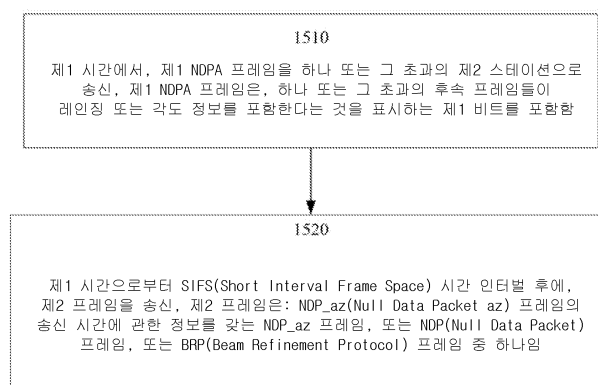 1510
제1 시간에서, 제1 NDPA 프레임을 하나 또는 그 초과의 제2 스테이션으로
송신, 제1 NDPA 프레임은, 하나 또는 그 초과의 후속 프레임들이
레인징 또는 각도 정보를 포함한다는 것을 표시하는 제1 비트를 포함함
1520
제1 시간으로부터 SIFS(Short Interval Frame Space) 시간 인터벌 후에,
제2 프레임을 송신, 제2 프레임은: NDP_az(Null Data Packet az) 프레임의
송신 시간에 관한 정보를 갖는 NDP_az 프레임, 또는 NDP(Null Data Packet)
프레임, 또는 BRP(Beam Refinement Protocol) 프레임 중 하나임